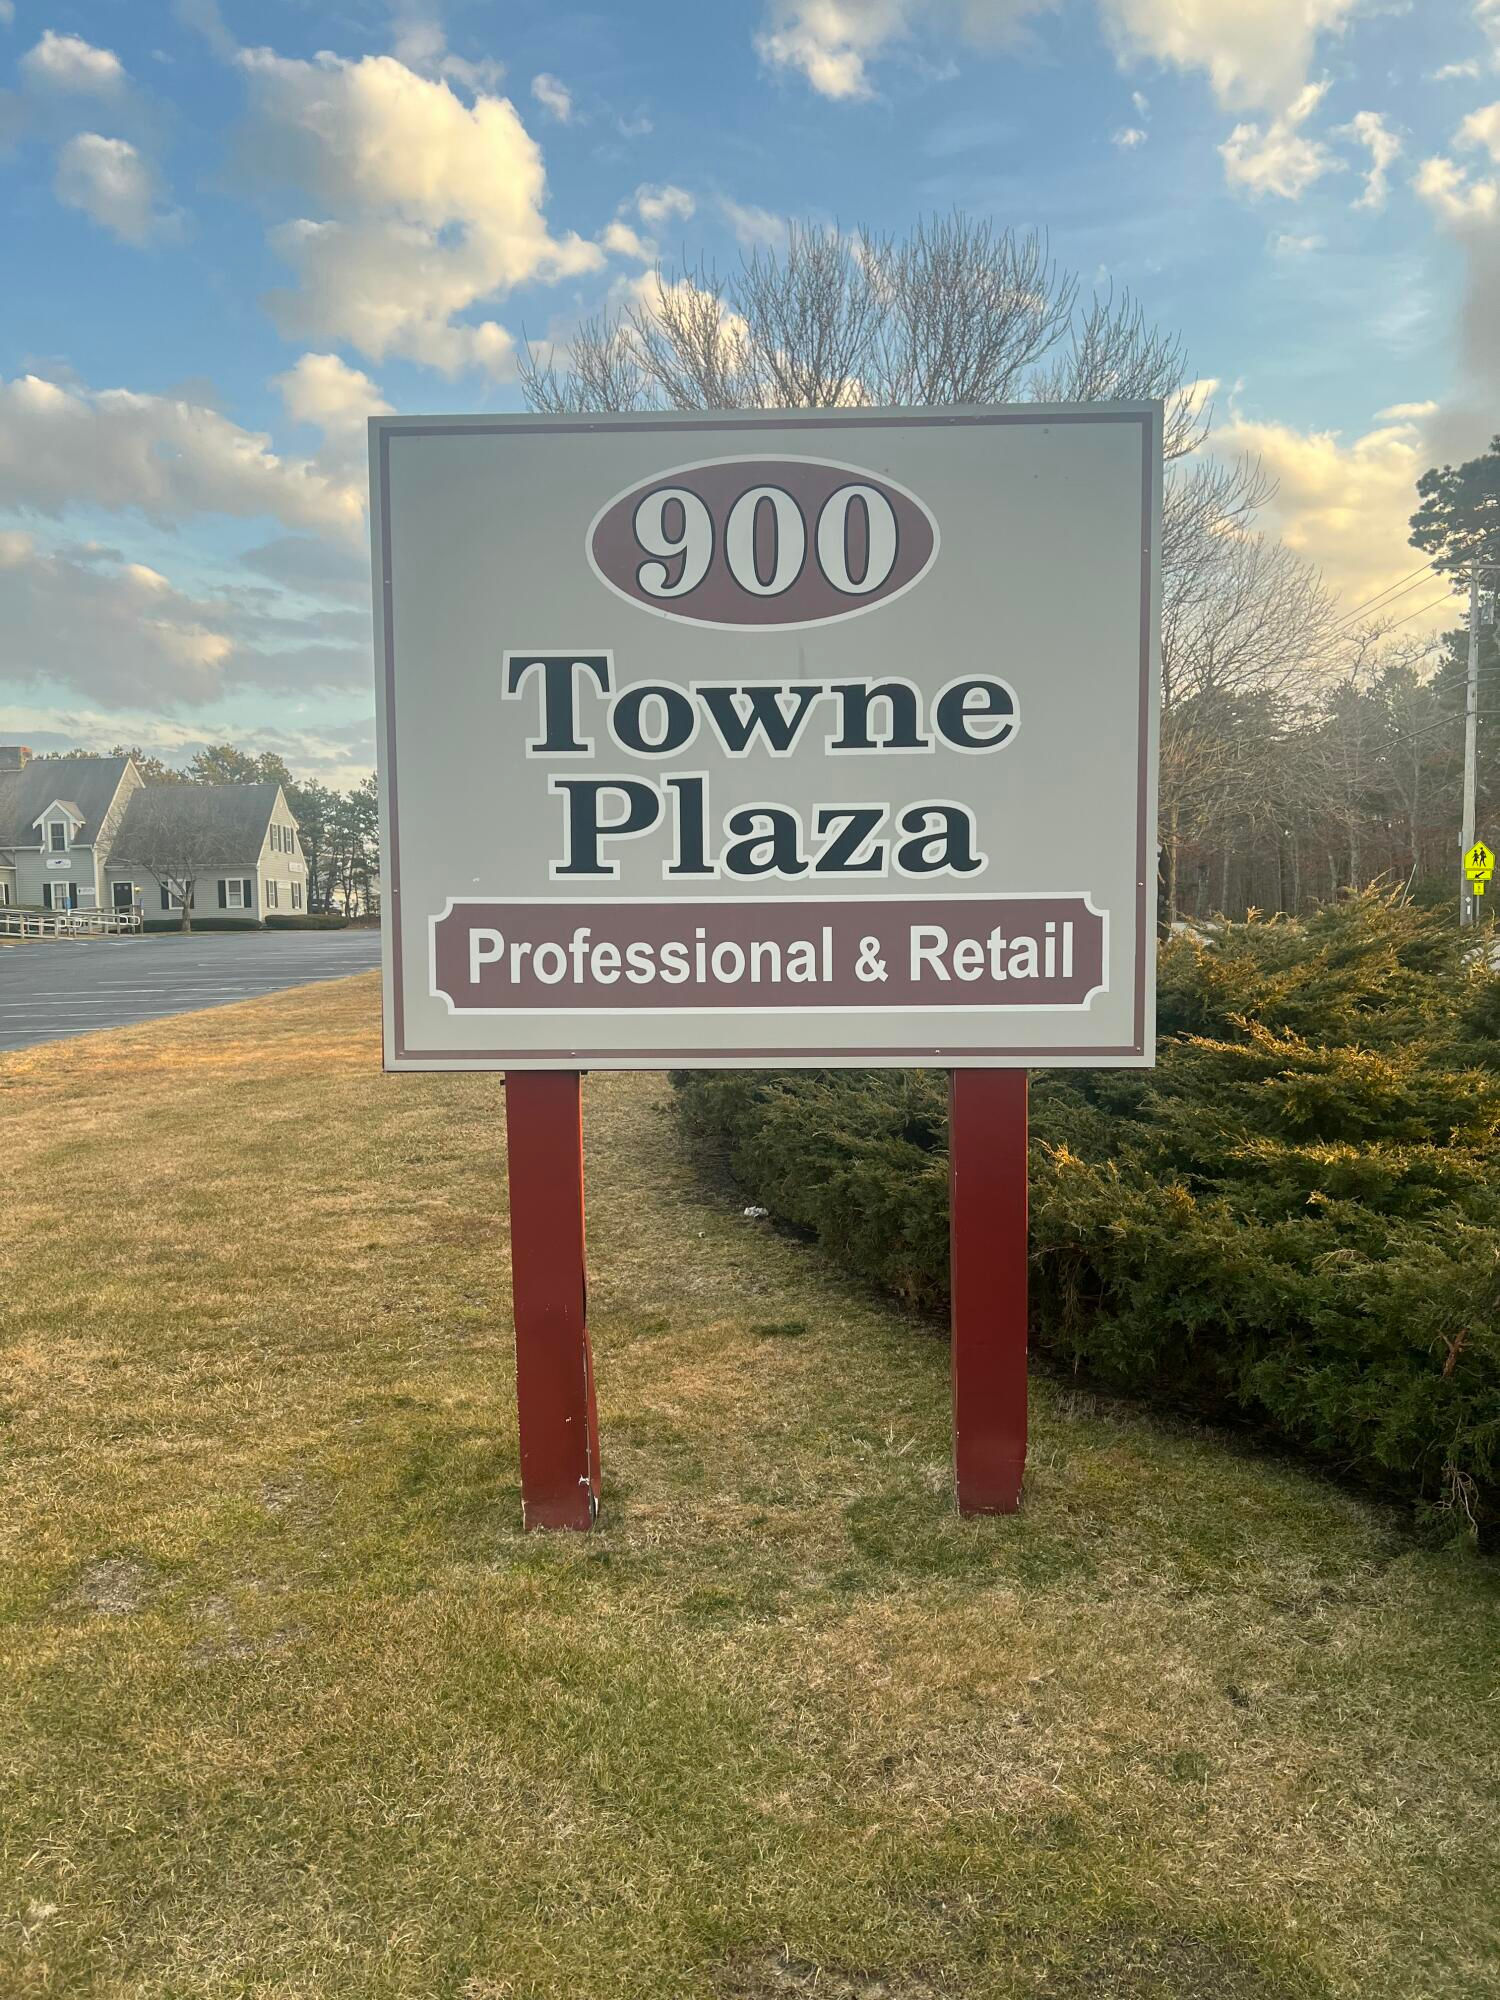 900
Towne
Plaza
Professional & Retail